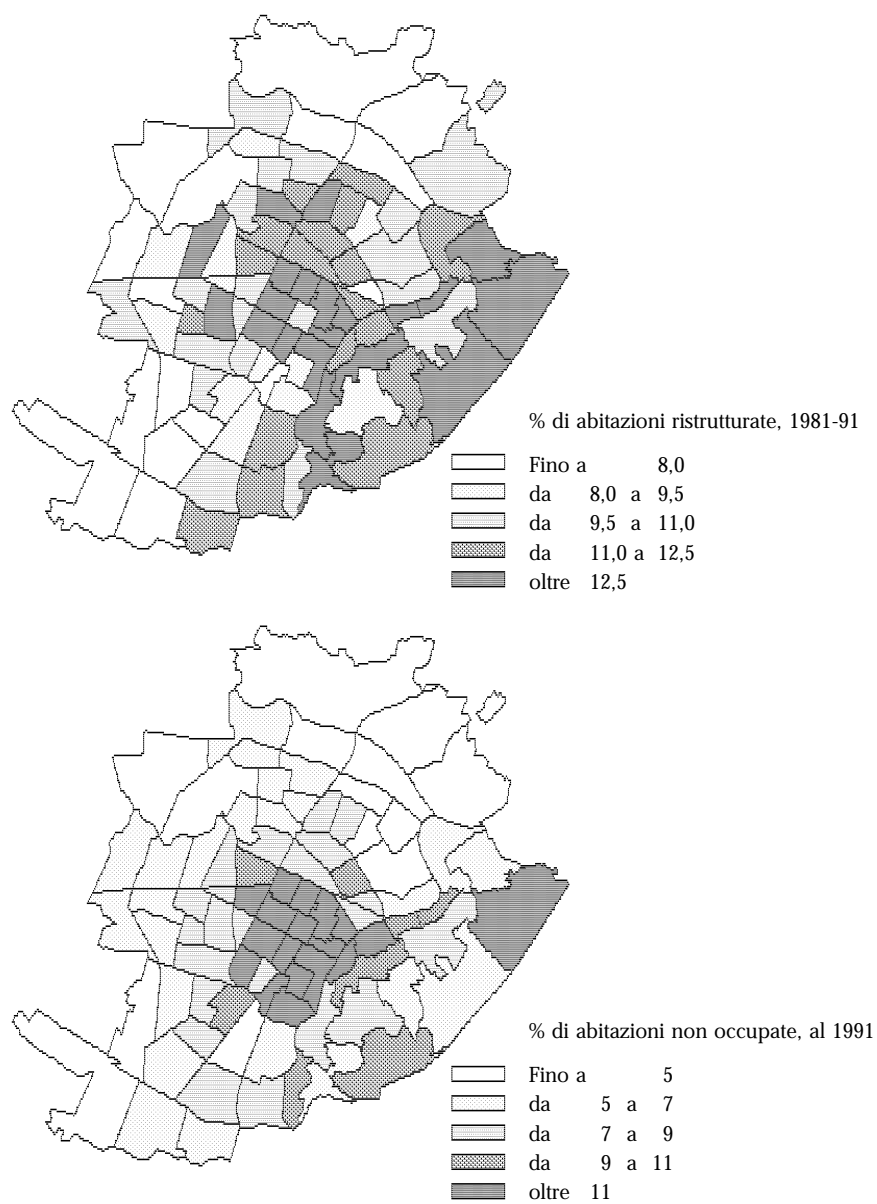 % di abitazioni ristrutturate, 1981-91
Fino a 8,0
da 8,0 a 9,5
da 9,5 a 11,0
da 11,0 a 12,5
oltre 12,5
% di abitazioni non occupate, al 1991
Fino a 5
da 5 a 7
da 7 a 9
da 9 a 11
oltre 11